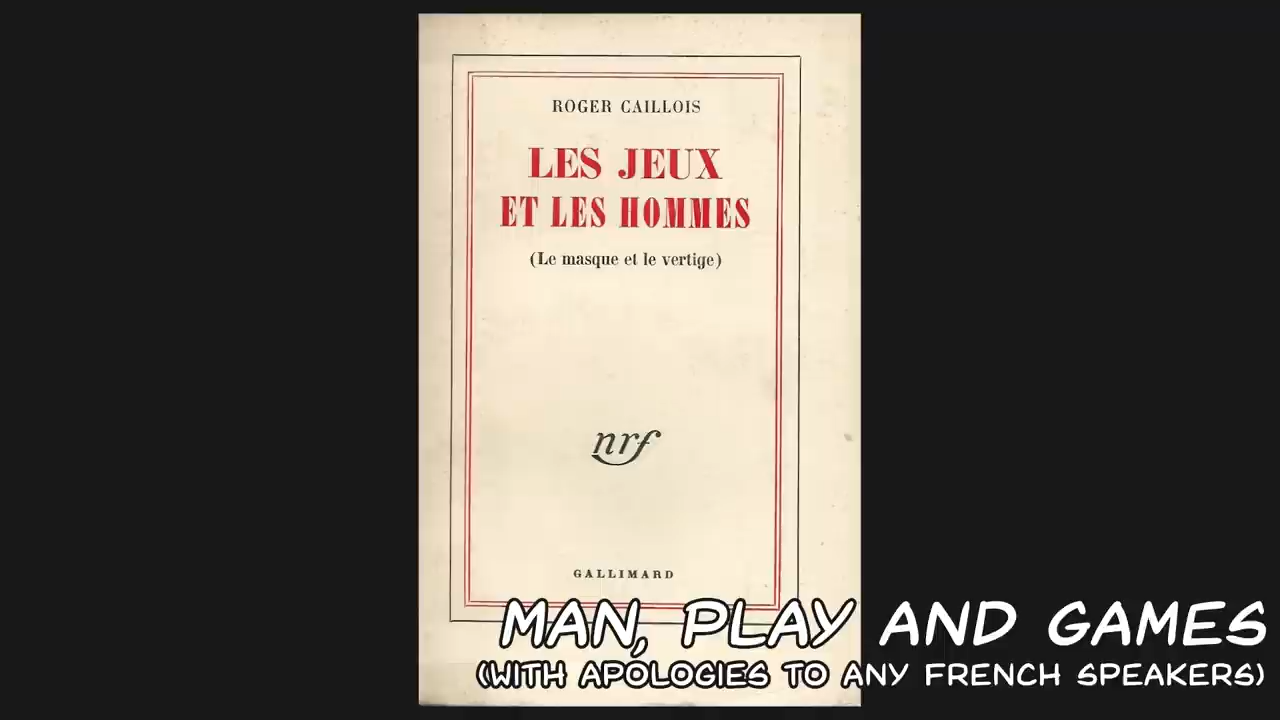 ROGER CAILLOIS
LES JEUX
ET LES HOMMES
(Le masque et le vertige)
nrf
GALLIMARD
MAN, PLAY AND GAMES
(WITH APOLOGIES TO ANY FRENCH SPEAKERS)